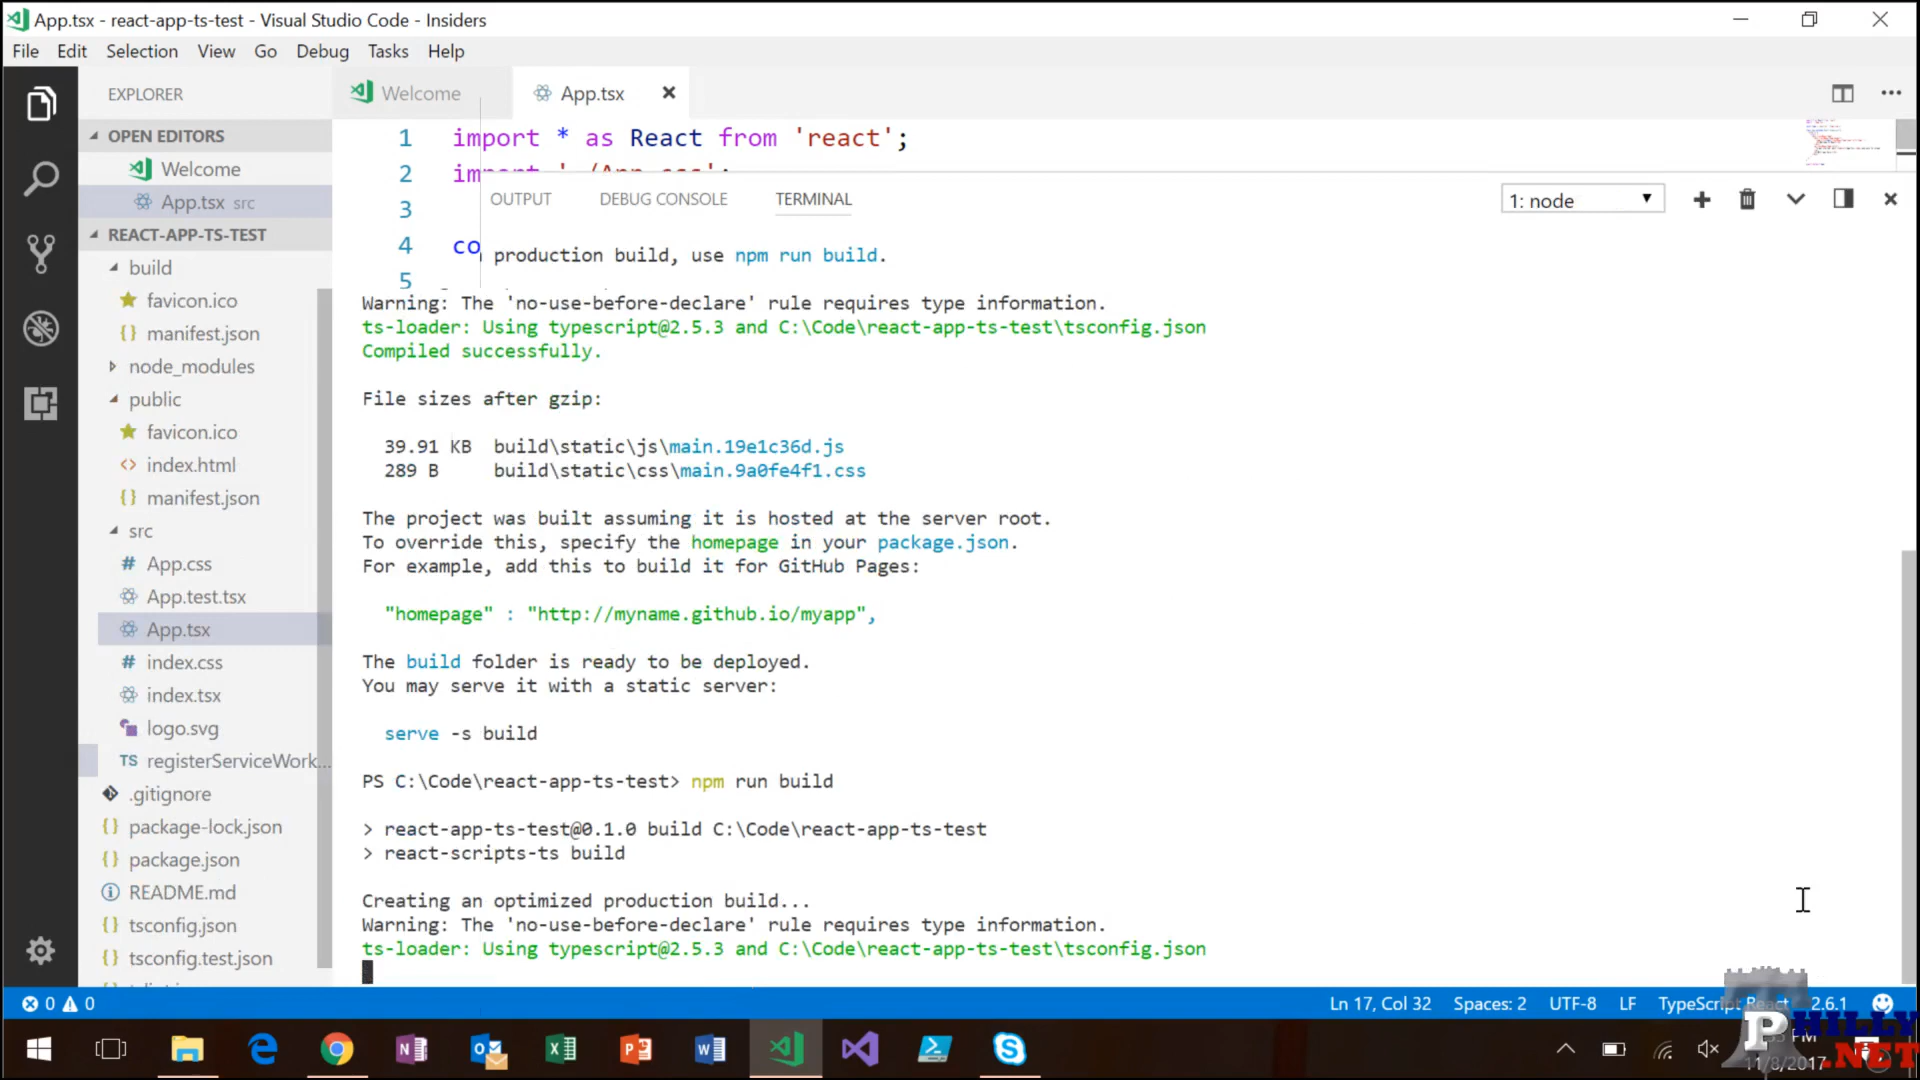 App.tsx - react-app-ts-test - Visual Studio Code - Insiders
File Edit Selection View Go Debug Tasks Help
EXPLORER
OPEN EDITORS
Welcome
App.tsx src
REACT-APP-TS-TEST
build
favicon.ico
{} manifest.json
node_modules
public
favicon.ico
<> index.html
{} manifest.json
src
# App.css
App.test.tsx
App.tsx
# index.css
index.tsx
logo.svg
TS registerServiceWork...
.gitignore
{} package-lock.json
{} package.json
README.md
{} tsconfig.json
{} tsconfig.test.json
Welcome App.tsx
1 import * as React from 'react';
2 import './App.css';
3
4 co
5
OUTPUT DEBUG CONSOLE TERMINAL
1: node
production build, use npm run build.
Warning: The 'no-use-before-declare' rule requires type information.
ts-loader: Using typescript@2.5.3 and C:\Code\react-app-ts-test\tsconfig.json
Compiled successfully.
File sizes after gzip:
39.91 KB build\static\js\main.19e1c36d.js
289 B build\static\css\main.9a0fe4f1.css
The project was built assuming it is hosted at the server root.
To override this, specify the homepage in your package.json.
For example, add this to build it for GitHub Pages:
"homepage" : "http://myname.github.io/myapp",
The build folder is ready to be deployed.
You may serve it with a static server:
serve -s build
PS C:\Code\react-app-ts-test> npm run build
> react-app-ts-test@0.1.0 build C:\Code\react-app-ts-test
> react-scripts-ts build
Creating an optimized production build...
Warning: The 'no-use-before-declare' rule requires type information.
ts-loader: Using typescript@2.5.3 and C:\Code\react-app-ts-test\tsconfig.json
0 0
Ln 17, Col 32 Spaces: 2 UTF-8 LF TypeScript React 2.6.1
PM
11/8/2017
PHILLY
.NET